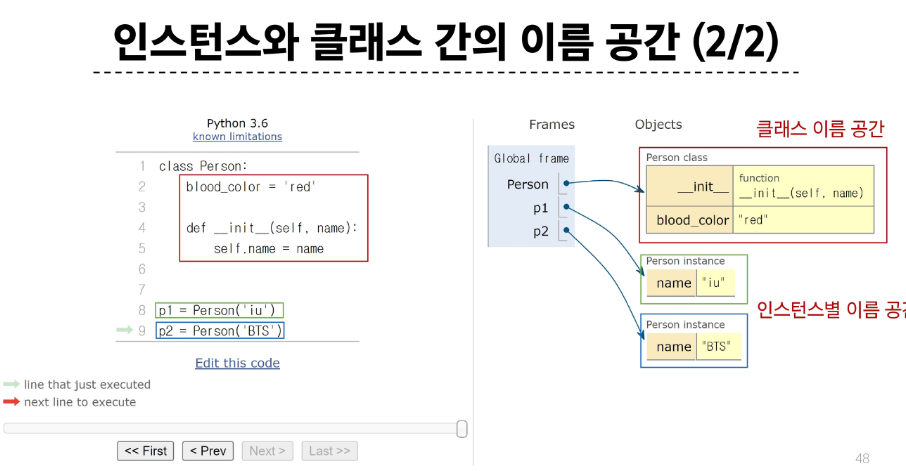 인스턴스와 클래스 간의 이름 공간 (2/2)
Python 3.6
known limitations
1 class Person:
2 blood_color = 'red'
3
4 def __init__(self, name):
5 self.name = name
6
7
8 p1 = Person('iu')
9 p2 = Person('BTS')
Edit this code
line that just executed
next line to execute
<< First
< Prev
Next >
Last >>
Frames
Objects
클래스 이름 공간
Global frame
Person
p1
p2
Person class
__init__
function
__init__(self, name)
blood_color "red"
Person instance
name "iu"
인스턴스별 이름 공간
Person instance
name "BTS"
48